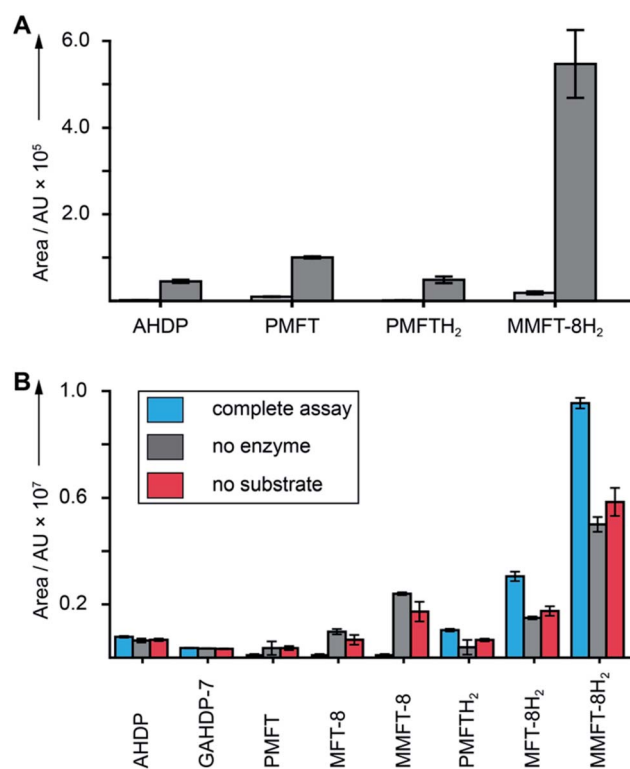 A
Area / AU × 10⁵
6.0
4.0
2.0
AHDP PMFT PMFTH₂ MMFT-8H₂
B
Area / AU × 10⁷
1.0
0.6
0.2
complete assay
no enzyme
no substrate
AHDP
GAHDP-7
PMFT
MFT-8
MMFT-8
PMFTH₂
MFT-8H₂
MMFT-8H₂